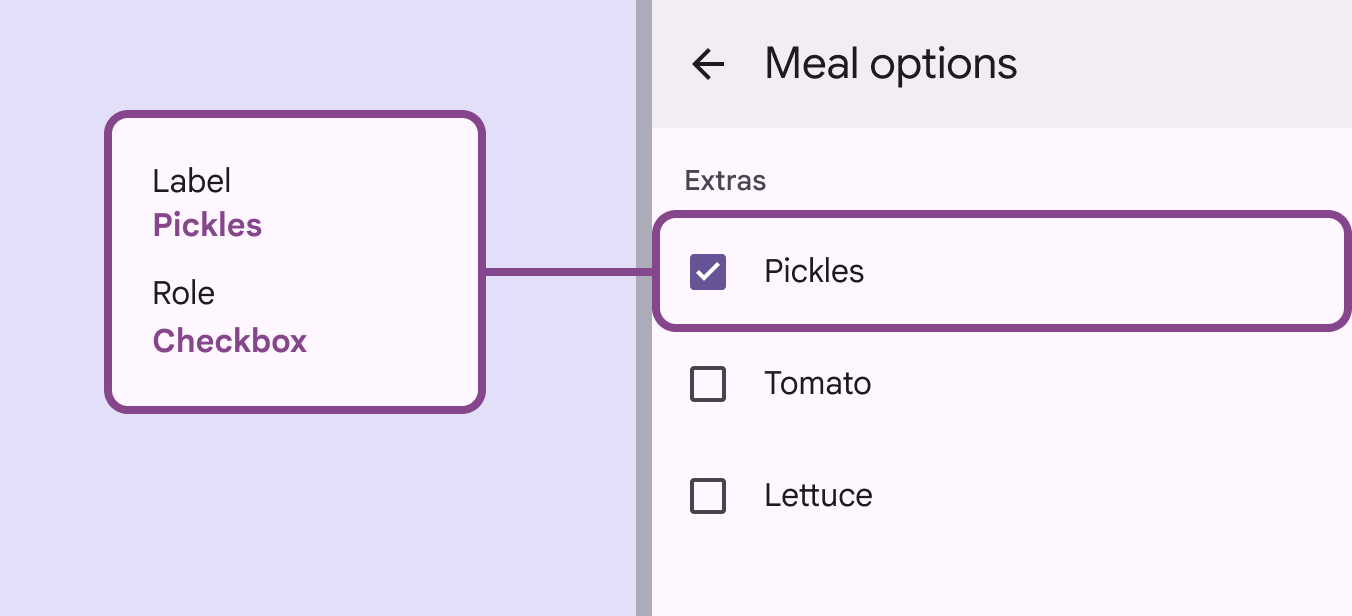 Label
Pickles
Role
Checkbox
Meal options
Extras
Pickles
Tomato
Lettuce